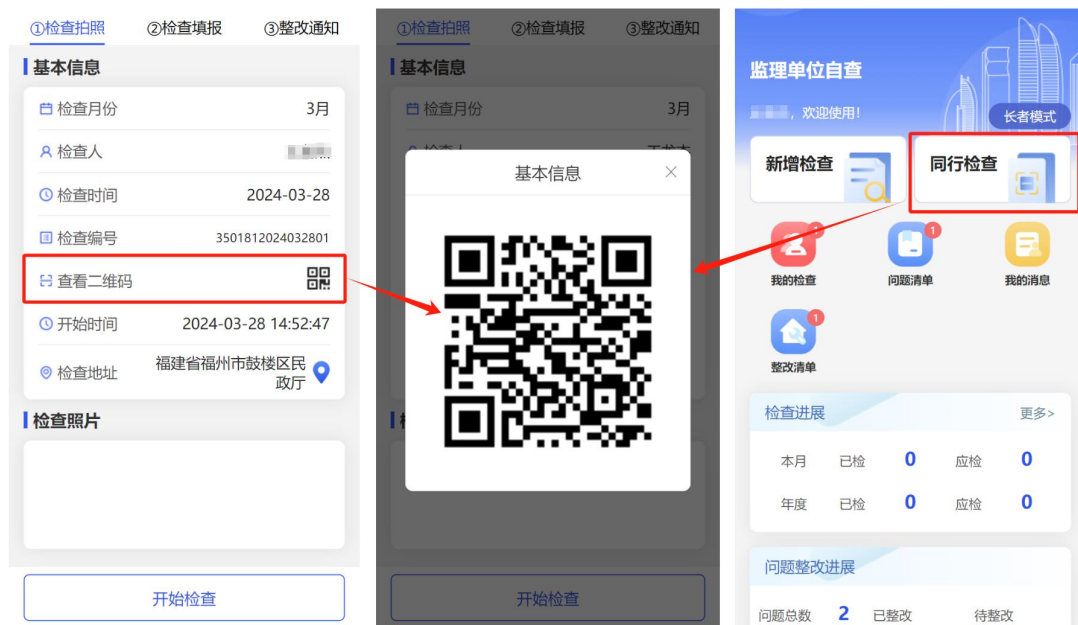 ①检查拍照 ②检查填报 ③整改通知
基本信息
检查月份 3月
检查人
检查时间 2024-03-28
检查编号 3501812024032801
查看二维码
开始时间 2024-03-28 14:52:47
检查地址 福建省福州市鼓楼区民
政厅
检查照片
开始检查
①检查拍照 ②检查填报 ③整改通知
基本信息
检查月份 3月
基本信息
开始检查
监理单位自查
，欢迎使用！
长者模式
新增检查 同行检查
1 1
我的检查 问题清单 我的消息
1
整改清单
检查进展 更多>
本月 已检 0 应检 0
年度 已检 0 应检 0
问题整改进展
问题总数 2 已整改 待整改